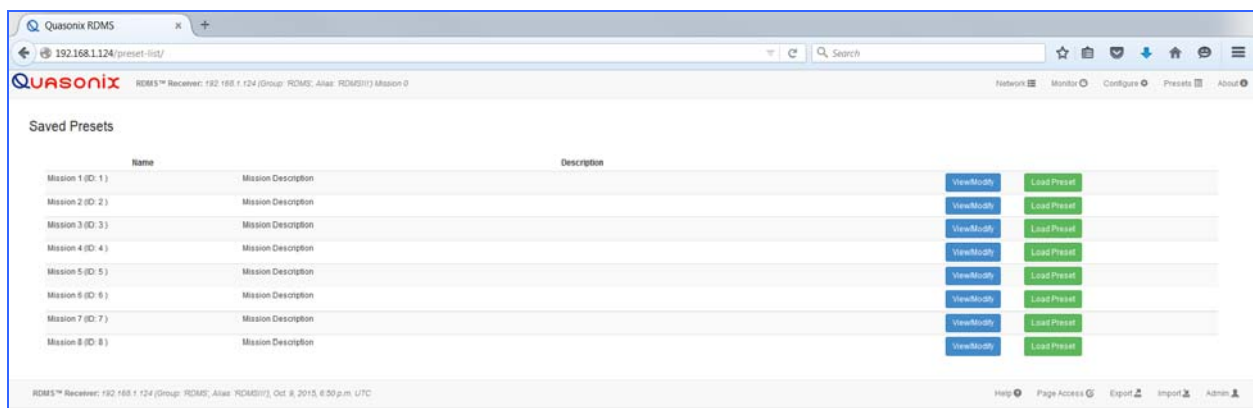 Quasonix RDMS
192.168.1.124/preset-list/
Search
QUASONIX RDMS™ Receiver: 192.168.1.124 (Group: 'RDMS', Alias: 'RDMS!!!') Mission 0
Network Monitor Configure Presets About
Saved Presets
Name Description
Mission 1 (ID: 1 ) Mission Description View/Modify Load Preset
Mission 2 (ID: 2 ) Mission Description View/Modify Load Preset
Mission 3 (ID: 3 ) Mission Description View/Modify Load Preset
Mission 4 (ID: 4 ) Mission Description View/Modify Load Preset
Mission 5 (ID: 5 ) Mission Description View/Modify Load Preset
Mission 6 (ID: 6 ) Mission Description View/Modify Load Preset
Mission 7 (ID: 7 ) Mission Description View/Modify Load Preset
Mission 8 (ID: 8 ) Mission Description View/Modify Load Preset
RDMS™ Receiver: 192.168.1.124 (Group: 'RDMS', Alias: 'RDMS!!!'), Oct. 9, 2015, 6:50 p.m. UTC
Help Page Access Export Import Admin